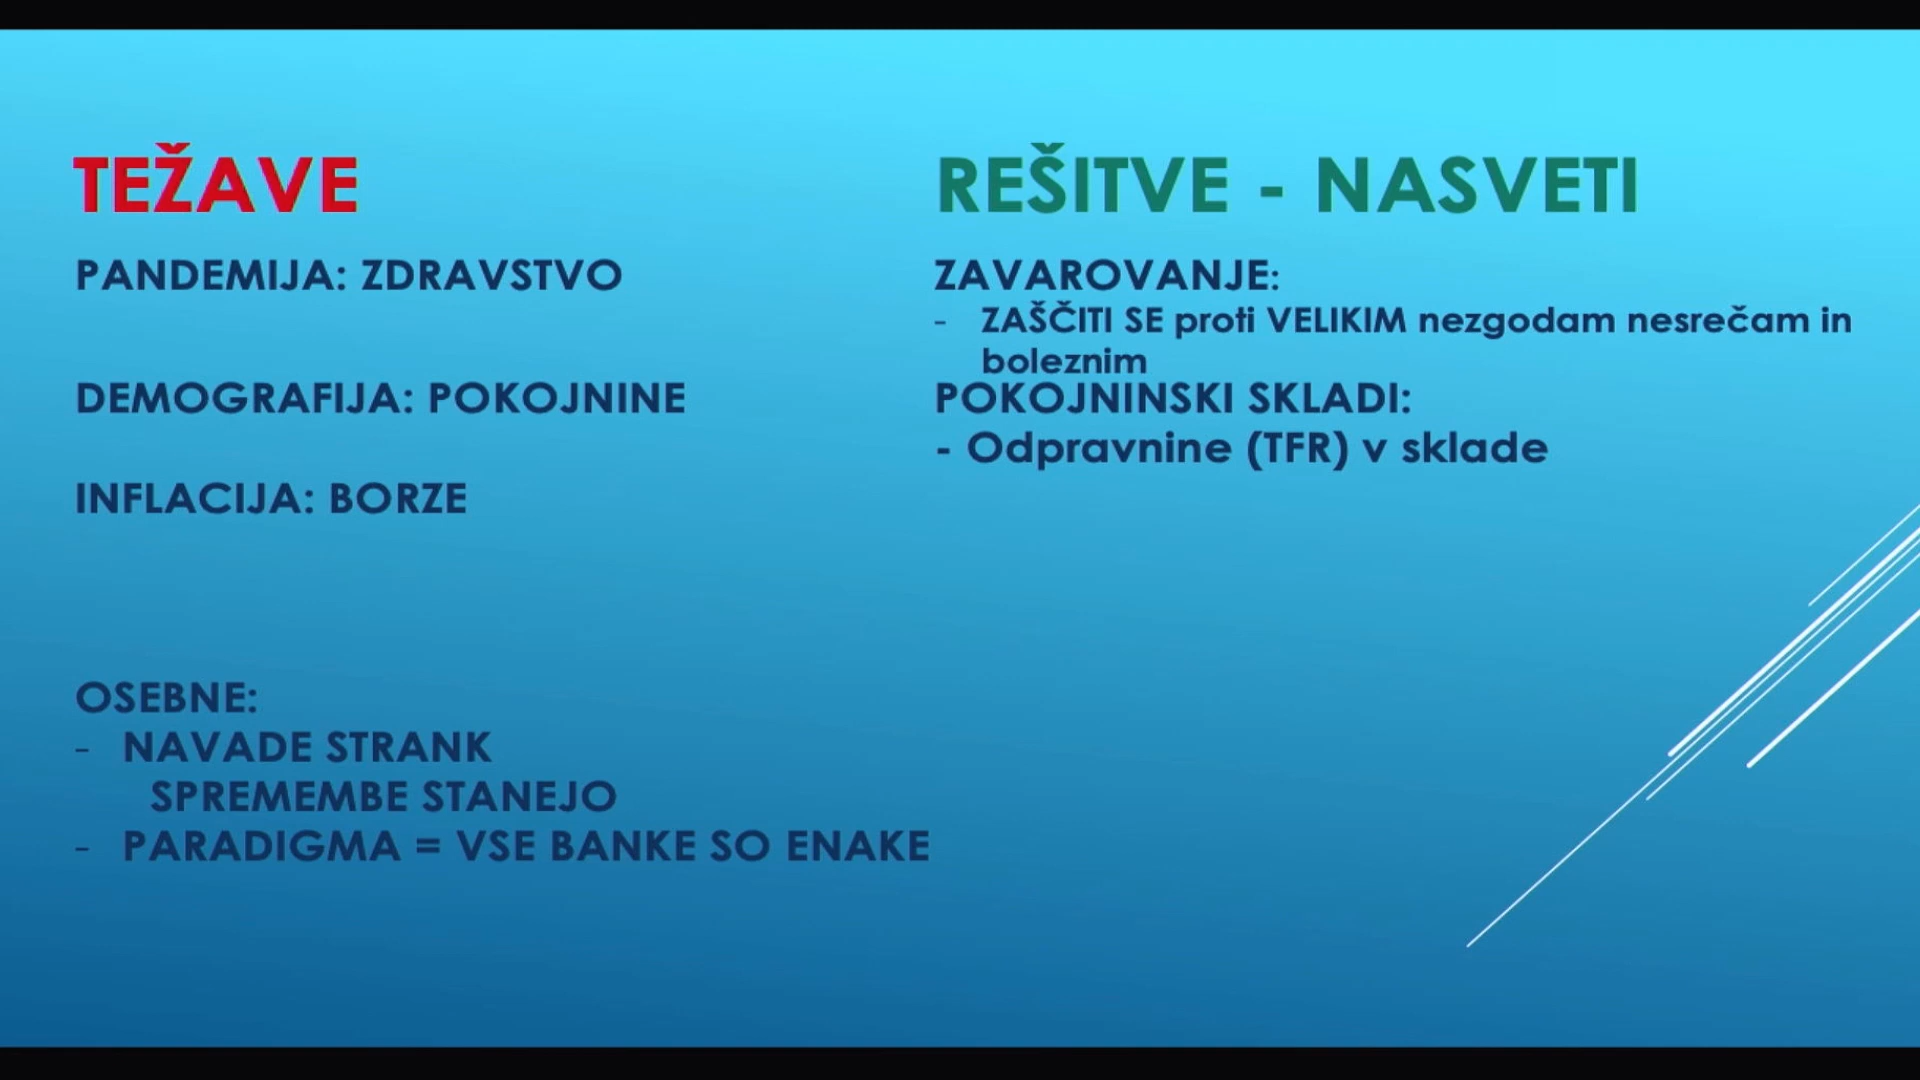 TEŽAVE
PANDEMIJA: ZDRAVSTVO
DEMOGRAFIJA: POKOJNINE
INFLACIJA: BORZE
OSEBNE:
- NAVADE STRANK
SPREMEMBE STANEJO
- PARADIGMA = VSE BANKE SO ENAKE
REŠITVE - NASVETI
ZAVAROVANJE:
- ZAŠČITI SE proti VELIKIM nezgodam nesrečam in
boleznim
POKOJNINSKI SKLADI:
- Odpravnine (TFR) v sklade